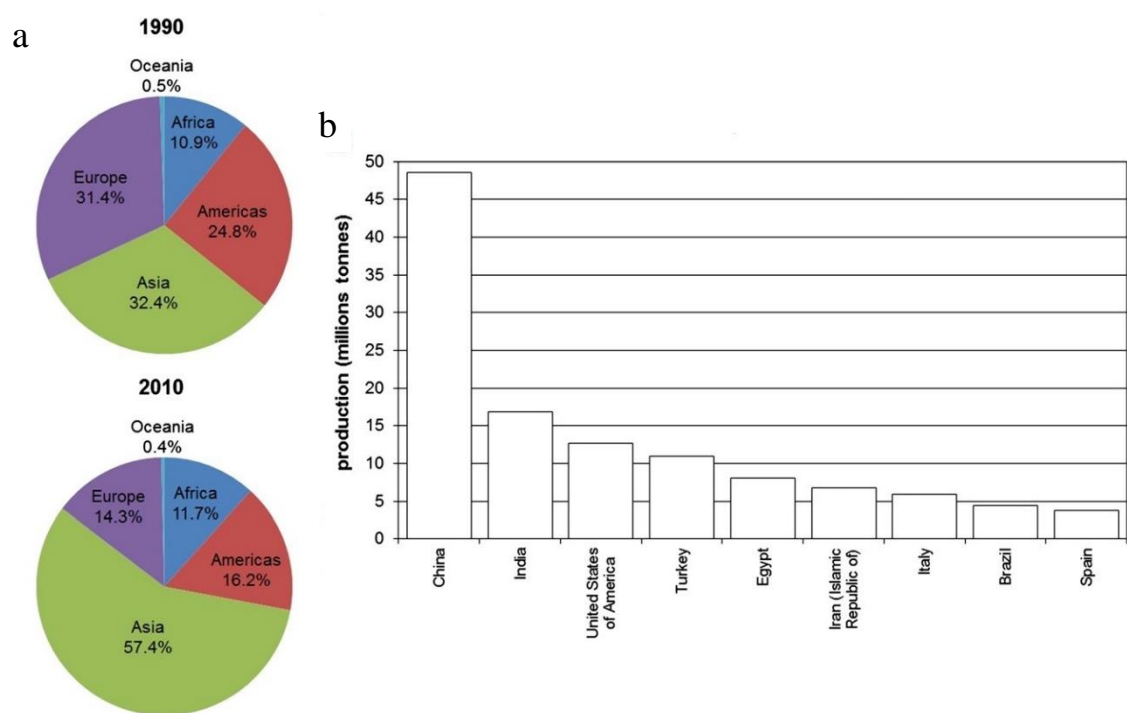 a
1990
Oceania
0.5%
Africa
10.9%
Europe
31.4%
Americas
24.8%
Asia
32.4%
2010
Oceania
0.4%
Africa
11.7%
Europe
14.3%
Americas
16.2%
Asia
57.4%
b
production (millions tonnes)
50
45
40
35
30
25
20
15
10
5
0
China
India
United States
of America
Turkey
Egypt
Iran (Islamic
Republic of)
Italy
Brazil
Spain